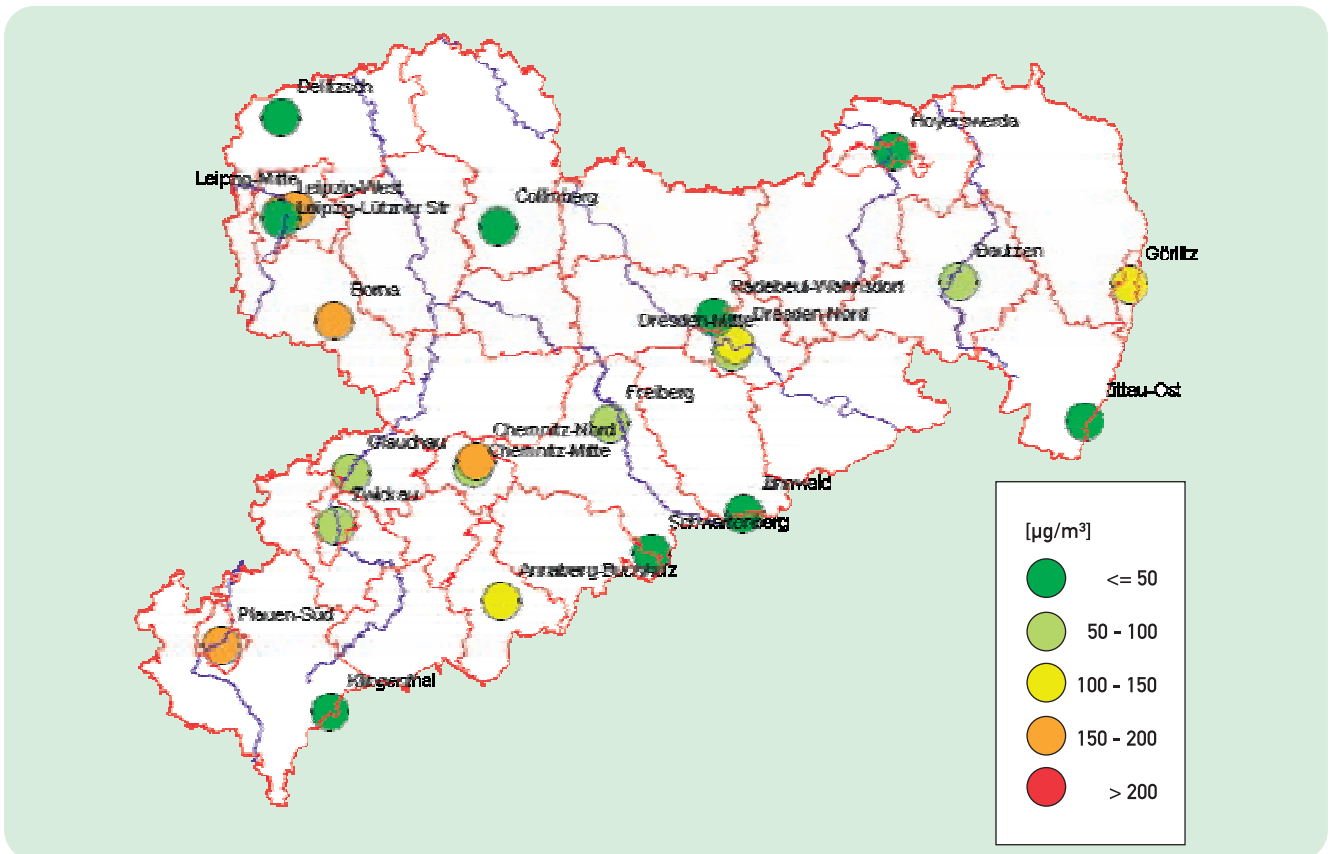 Delitzsch
Hoyerswerda
Leipzig-Mitte
Leipzig-West
Collmberg
Leipzig-Lützner Str
Bautzen
Görlitz
Borna
Radebeul-Wahnsdorf
Dresden-Mitte
Dresden-Nord
Freiberg
Zittau-Ost
Chemnitz-Nord
Glauchau
Chemnitz-Mitte
Zinnwald
Zwickau
Schwartenberg
Annaberg-Buchholz
Plauen-Süd
Klingenthal
[µg/m³]
<= 50
50 - 100
100 - 150
150 - 200
> 200